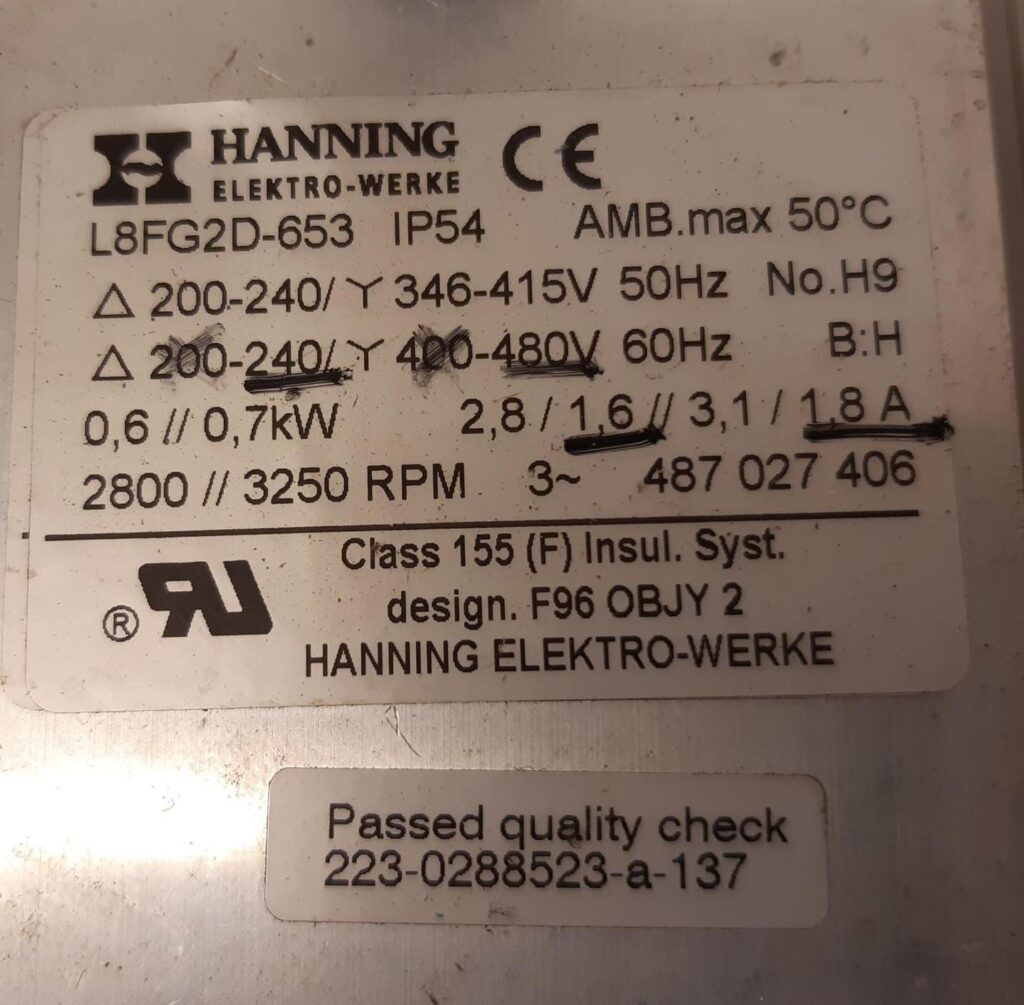 HANNING CE
ELEKTRO-WERKE
L8FG2D-653 IP54 AMB.max 50°C
△ 200-240/ Y 346-415V 50Hz No.H9
△ 200-240/ Y 400-480V 60Hz B:H
0,6 // 0,7kW 2,8 / 1,6 // 3,1 / 1,8 A
2800 // 3250 RPM 3~ 487 027 406
Class 155 (F) Insul. Syst.
® RU design. F96 OBJY 2
HANNING ELEKTRO-WERKE
Passed quality check
223-0288523-a-137